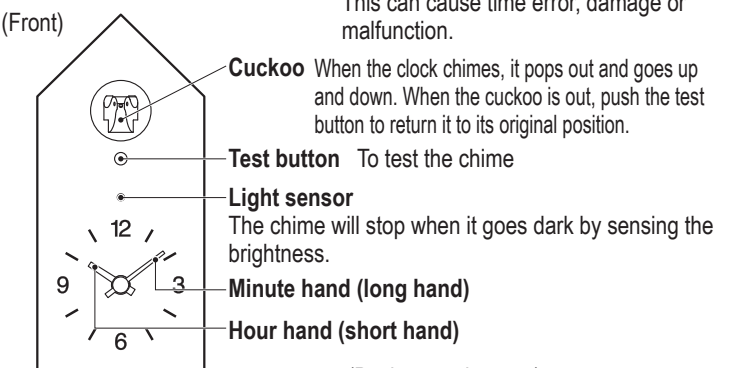 This can cause time error, damage or
malfunction.
(Front)
Cuckoo When the clock chimes, it pops out and goes up
and down. When the cuckoo is out, push the test
button to return it to its original position.
Test button To test the chime
Light sensor
The chime will stop when it goes dark by sensing the
brightness.
Minute hand (long hand)
Hour hand (short hand)
12
9
3
6